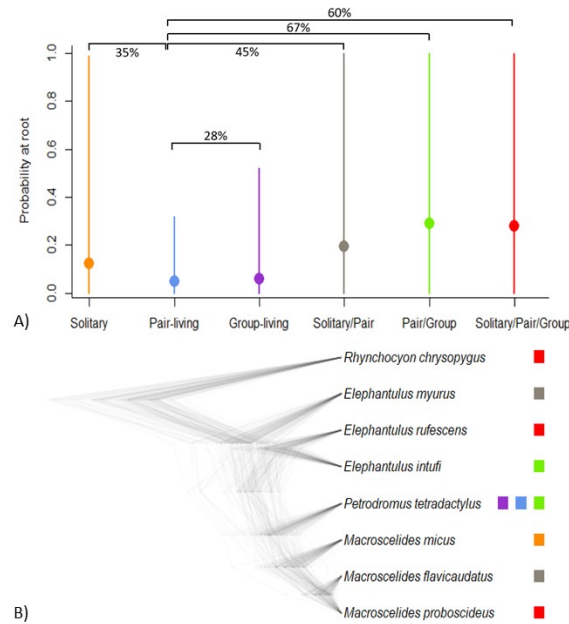 60%
67%
35%
45%
28%
Probability at root
1.0
0.8
0.6
0.4
0.2
0.0
A)
Solitary Pair-living Group-living Solitary/Pair Pair/Group Solitary/Pair/Group
Rhynchocyon chrysopygus
Elephantulus myurus
Elephantulus rufescens
Elephantulus intufi
Petrodromus tetradactylus
Macroscelides micus
Macroscelides flavicaudatus
Macroscelides proboscideus
B)